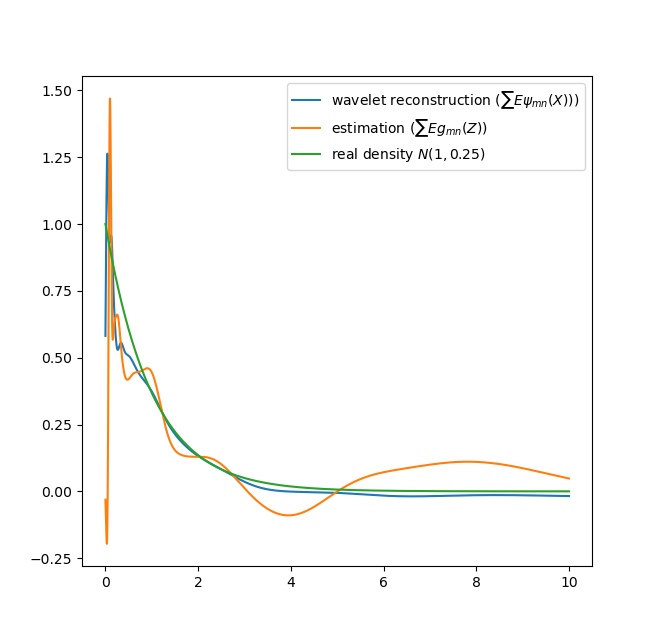 wavelet reconstruction (∑Eψmn(X)))
estimation (∑Egmn(Z))
real density N(1, 0.25)
1.50
1.25
1.00
0.75
0.50
0.25
0.00
−0.25
0 2 4 6 8 10